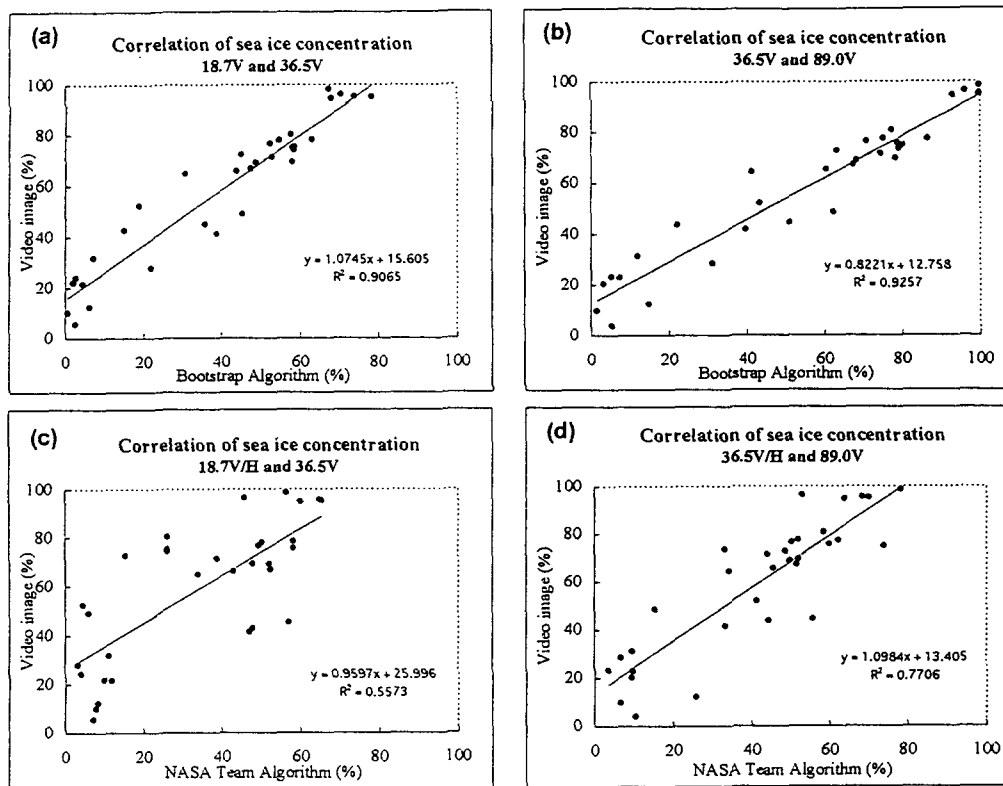 (a)
Correlation of sea ice concentration
18.7V and 36.5V
Video image (%)
100
80
60
40
20
0
y = 1.0745x + 15.605
R² = 0.9065
0 20 40 60 80 100
Bootstrap Algorithm (%)
(b)
Correlation of sea ice concentration
36.5V and 89.0V
Video image (%)
100
80
60
40
20
0
y = 0.8221x + 12.758
R² = 0.9257
0 20 40 60 80 100
Bootstrap Algorithm (%)
(c)
Correlation of sea ice concentration
18.7V/H and 36.5V
Video image (%)
100
80
60
40
20
0
y = 0.9597x + 25.996
R² = 0.5573
0 20 40 60 80 100
NASA Team Algorithm (%)
(d)
Correlation of sea ice concentration
36.5V/H and 89.0V
Video image (%)
100
80
60
40
20
0
y = 1.0984x + 13.405
R² = 0.7706
0 20 40 60 80 100
NASA Team Algorithm (%)